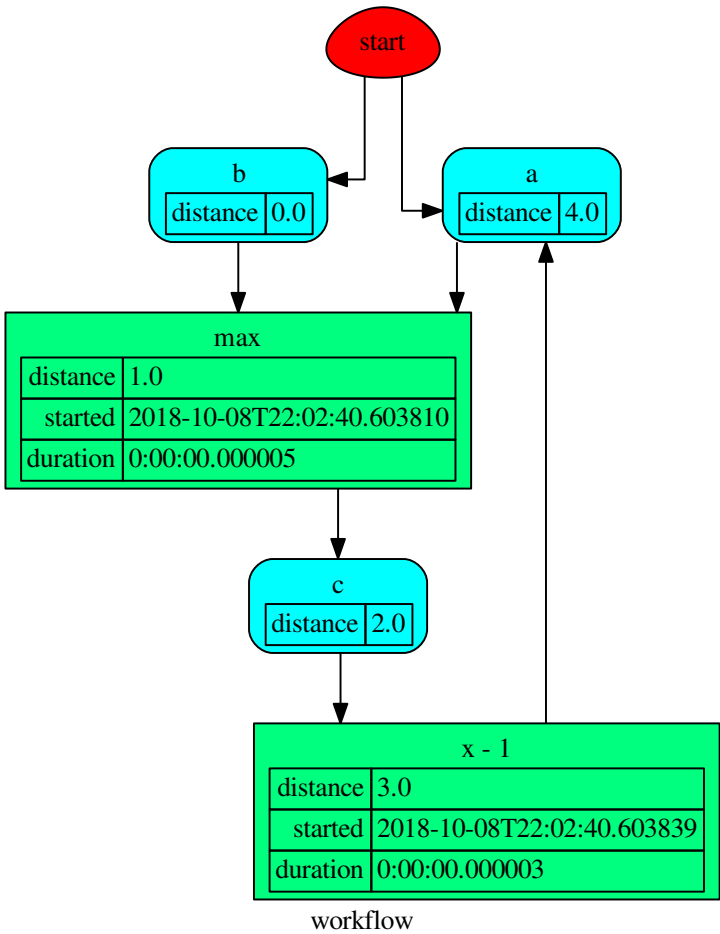 start
b
distance 0.0
a
distance 4.0
max
distance 1.0
started 2018-10-08T22:02:40.603810
duration 0:00:00.000005
c
distance 2.0
x - 1
distance 3.0
started 2018-10-08T22:02:40.603839
duration 0:00:00.000003
workflow